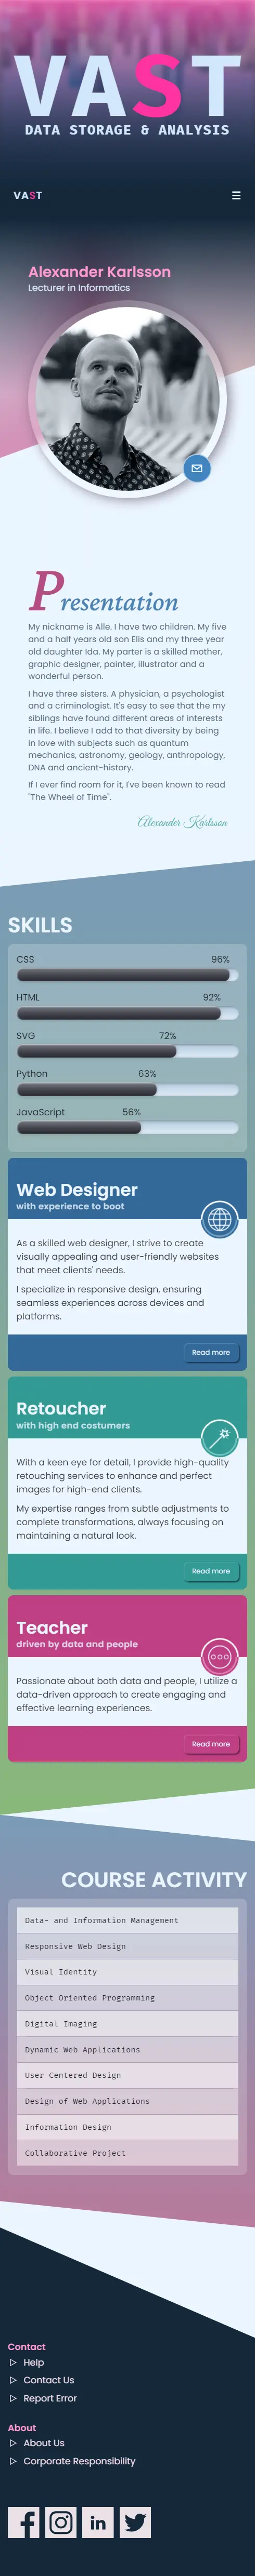 VAST
DATA STORAGE & ANALYSIS
VAST
Alexander Karlsson
Lecturer in Informatics
Presentation
My nickname is Alle. I have two children. My five
and a half years old son Elis and my three year
old daughter Ida. My parter is a skilled mother,
graphic designer, painter, illustrator and a
wonderful person.
I have three sisters. A physician, a psychologist
and a criminologist. It's easy to see that the my
siblings have found different areas of interests
in life. I believe I add to that diversity by being
in love with subjects such as quantum
mechanics, astronomy, geology, anthropology,
DNA and ancient-history.
If I ever find room for it, I've been known to read
"The Wheel of Time".
Alexander Karlsson
SKILLS
CSS 96%
HTML 92%
SVG 72%
Python 63%
JavaScript 56%
Web Designer
with experience to boot
As a skilled web designer, I strive to create
visually appealing and user-friendly websites
that meet clients' needs.
I specialize in responsive design, ensuring
seamless experiences across devices and
platforms.
Read more
Retoucher
with high end costumers
With a keen eye for detail, I provide high-quality
retouching services to enhance and perfect
images for high-end clients.
My expertise ranges from subtle adjustments to
complete transformations, always focusing on
maintaining a natural look.
Read more
Teacher
driven by data and people
Passionate about both data and people, I utilize a
data-driven approach to create engaging and
effective learning experiences.
Read more
COURSE ACTIVITY
Data- and Information Management
Responsive Web Design
Visual Identity
Object Oriented Programming
Digital Imaging
Dynamic Web Applications
User Centered Design
Design of Web Applications
Information Design
Collaborative Project
Contact
Help
Contact Us
Report Error
About
About Us
Corporate Responsibility